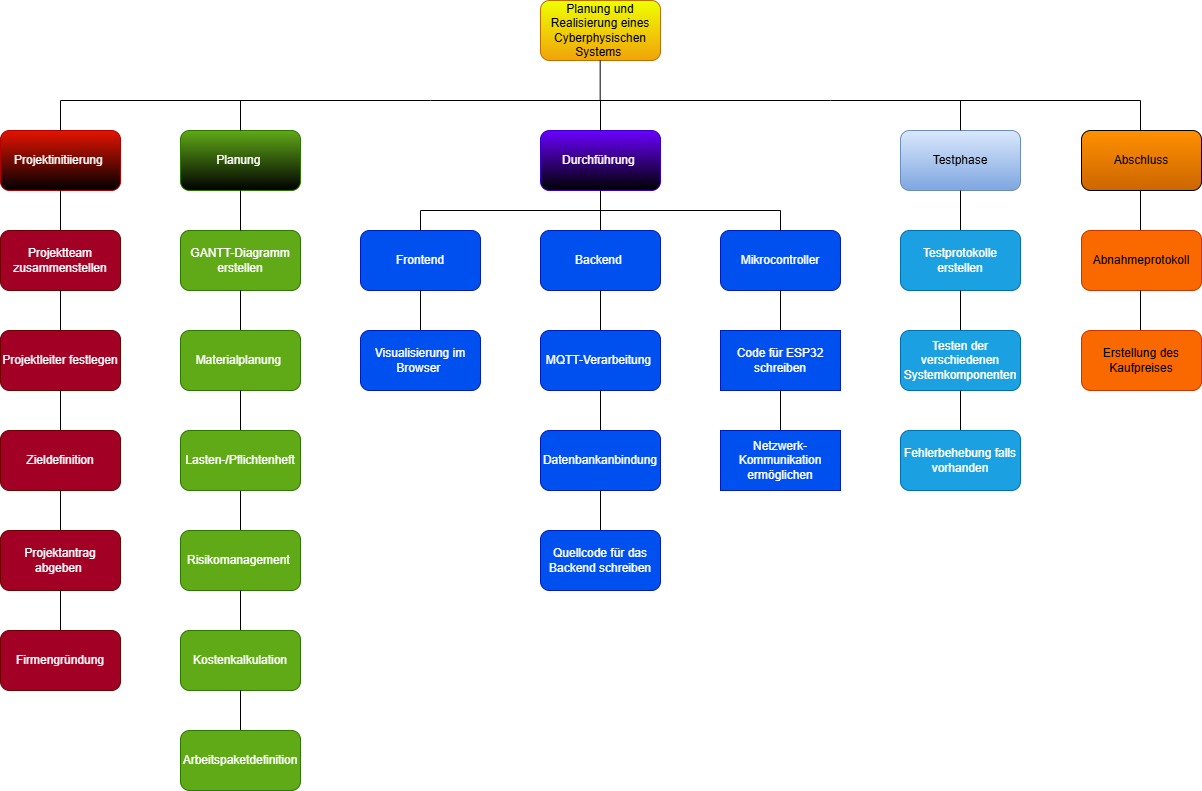 Planung und
Realisierung eines
Cyberphysischen
Systems
Projektinitiierung
Planung
Durchführung
Testphase
Abschluss
Projektteam
zusammenstellen
GANTT-Diagramm
erstellen
Frontend
Backend
Mikrocontroller
Testprotokolle
erstellen
Abnahmeprotokoll
Projektleiter festlegen
Materialplanung
Visualisierung im
Browser
MQTT-Verarbeitung
Code für ESP32
schreiben
Testen der
verschiedenen
Systemkomponenten
Erstellung des
Kaufpreises
Zieldefinition
Lasten-/Pflichtenheft
Datenbankanbindung
Netzwerk-
Kommunikation
ermöglichen
Fehlerbehebung falls
vorhanden
Projektantrag
abgeben
Risikomanagement
Quellcode für das
Backend schreiben
Firmengründung
Kostenkalkulation
Arbeitspaketdefinition